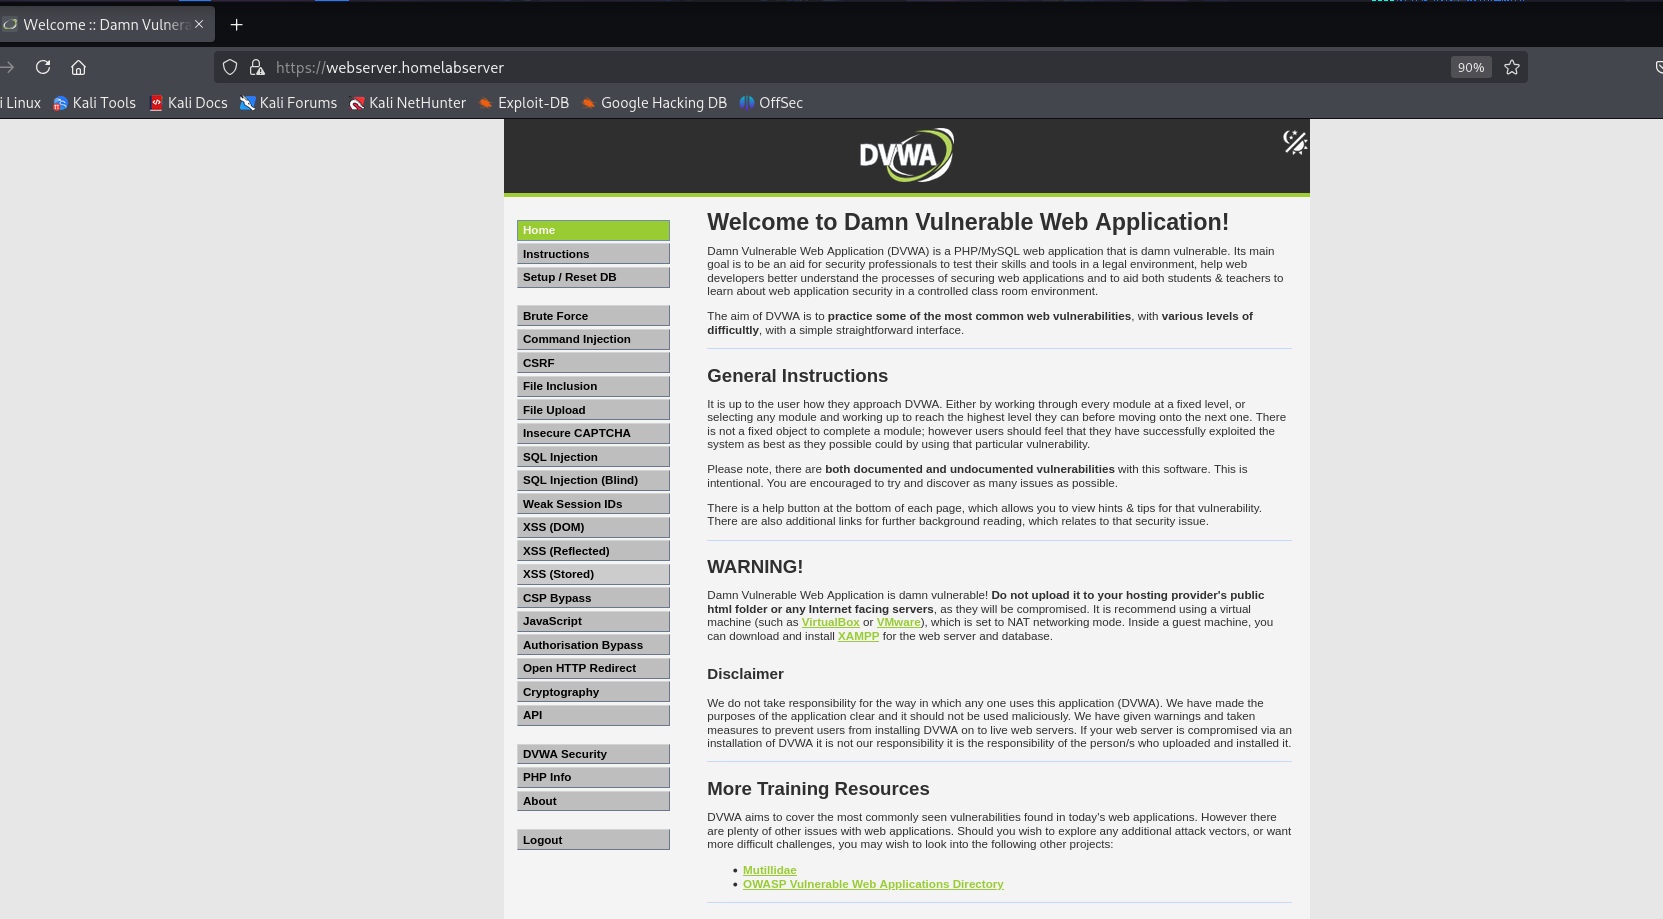 Welcome :: Damn Vulnera
https://webserver.homelabserver
90%
i Linux
Kali Tools
Kali Docs
Kali Forums
Kali NetHunter
Exploit-DB
Google Hacking DB
OffSec
DVWA
Home
Instructions
Setup / Reset DB
Brute Force
Command Injection
CSRF
File Inclusion
File Upload
Insecure CAPTCHA
SQL Injection
SQL Injection (Blind)
Weak Session IDs
XSS (DOM)
XSS (Reflected)
XSS (Stored)
CSP Bypass
JavaScript
Authorisation Bypass
Open HTTP Redirect
Cryptography
API
DVWA Security
PHP Info
About
Logout
Welcome to Damn Vulnerable Web Application!
Damn Vulnerable Web Application (DVWA) is a PHP/MySQL web application that is damn vulnerable. Its main
goal is to be an aid for security professionals to test their skills and tools in a legal environment, help web
developers better understand the processes of securing web applications and to aid both students & teachers to
learn about web application security in a controlled class room environment.
The aim of DVWA is to practice some of the most common web vulnerabilities, with various levels of
difficultly, with a simple straightforward interface.
General Instructions
It is up to the user how they approach DVWA. Either by working through every module at a fixed level, or
selecting any module and working up to reach the highest level they can before moving onto the next one. There
is not a fixed object to complete a module; however users should feel that they have successfully exploited the
system as best as they possible could by using that particular vulnerability.
Please note, there are both documented and undocumented vulnerabilities with this software. This is
intentional. You are encouraged to try and discover as many issues as possible.
There is a help button at the bottom of each page, which allows you to view hints & tips for that vulnerability.
There are also additional links for further background reading, which relates to that security issue.
WARNING!
Damn Vulnerable Web Application is damn vulnerable! Do not upload it to your hosting provider's public
html folder or any Internet facing servers, as they will be compromised. It is recommend using a virtual
machine (such as VirtualBox or VMware), which is set to NAT networking mode. Inside a guest machine, you
can download and install XAMPP for the web server and database.
Disclaimer
We do not take responsibility for the way in which any one uses this application (DVWA). We have made the
purposes of the application clear and it should not be used maliciously. We have given warnings and taken
measures to prevent users from installing DVWA on to live web servers. If your web server is compromised via an
installation of DVWA it is not our responsibility it is the responsibility of the person/s who uploaded and installed it.
More Training Resources
DVWA aims to cover the most commonly seen vulnerabilities found in today's web applications. However there
are plenty of other issues with web applications. Should you wish to explore any additional attack vectors, or want
more difficult challenges, you may wish to look into the following other projects:
• Mutillidae
• OWASP Vulnerable Web Applications Directory